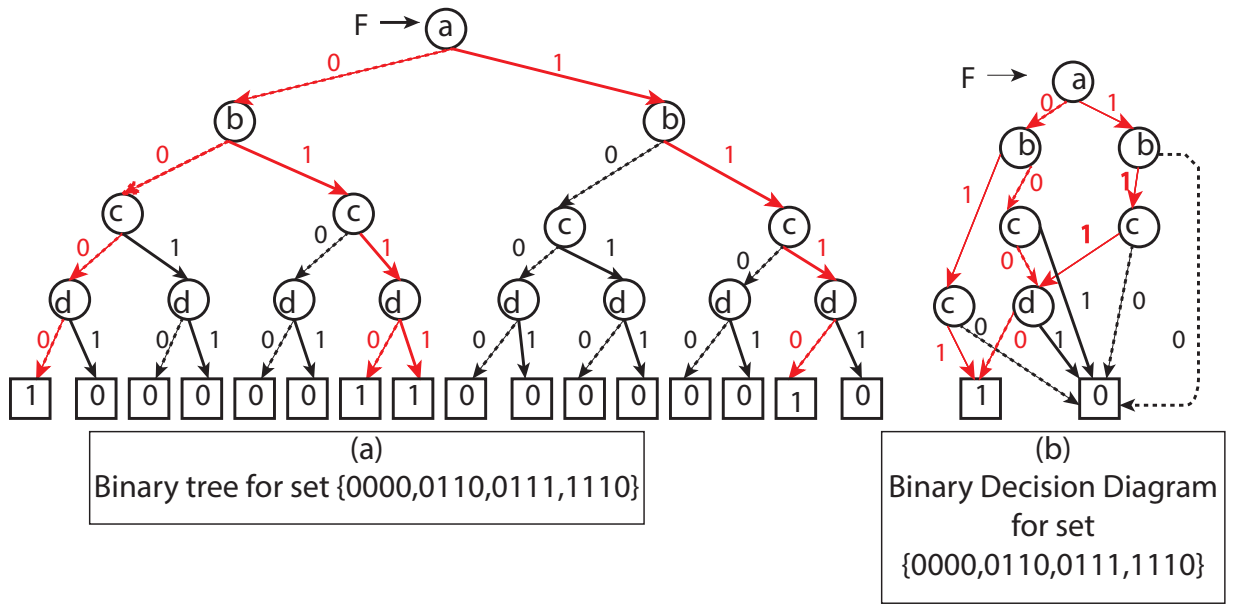 F a
0 1
b b
0 1 0 1
c c c c
0 1 0 1 0 1 0 1
d d d d d d d d
0 1 0 1 0 1 0 1 0 1 0 1 0 1 0 1
1 0 0 0 0 0 1 1 0 0 0 0 0 0 1 0
(a)
Binary tree for set {0000,0110,0111,1110}
F a
0 1
b b
1 0 1
c c
0 1
c d 1 0
0 0 1 0
1
1 0
(b)
Binary Decision Diagram
for set
{0000,0110,0111,1110}